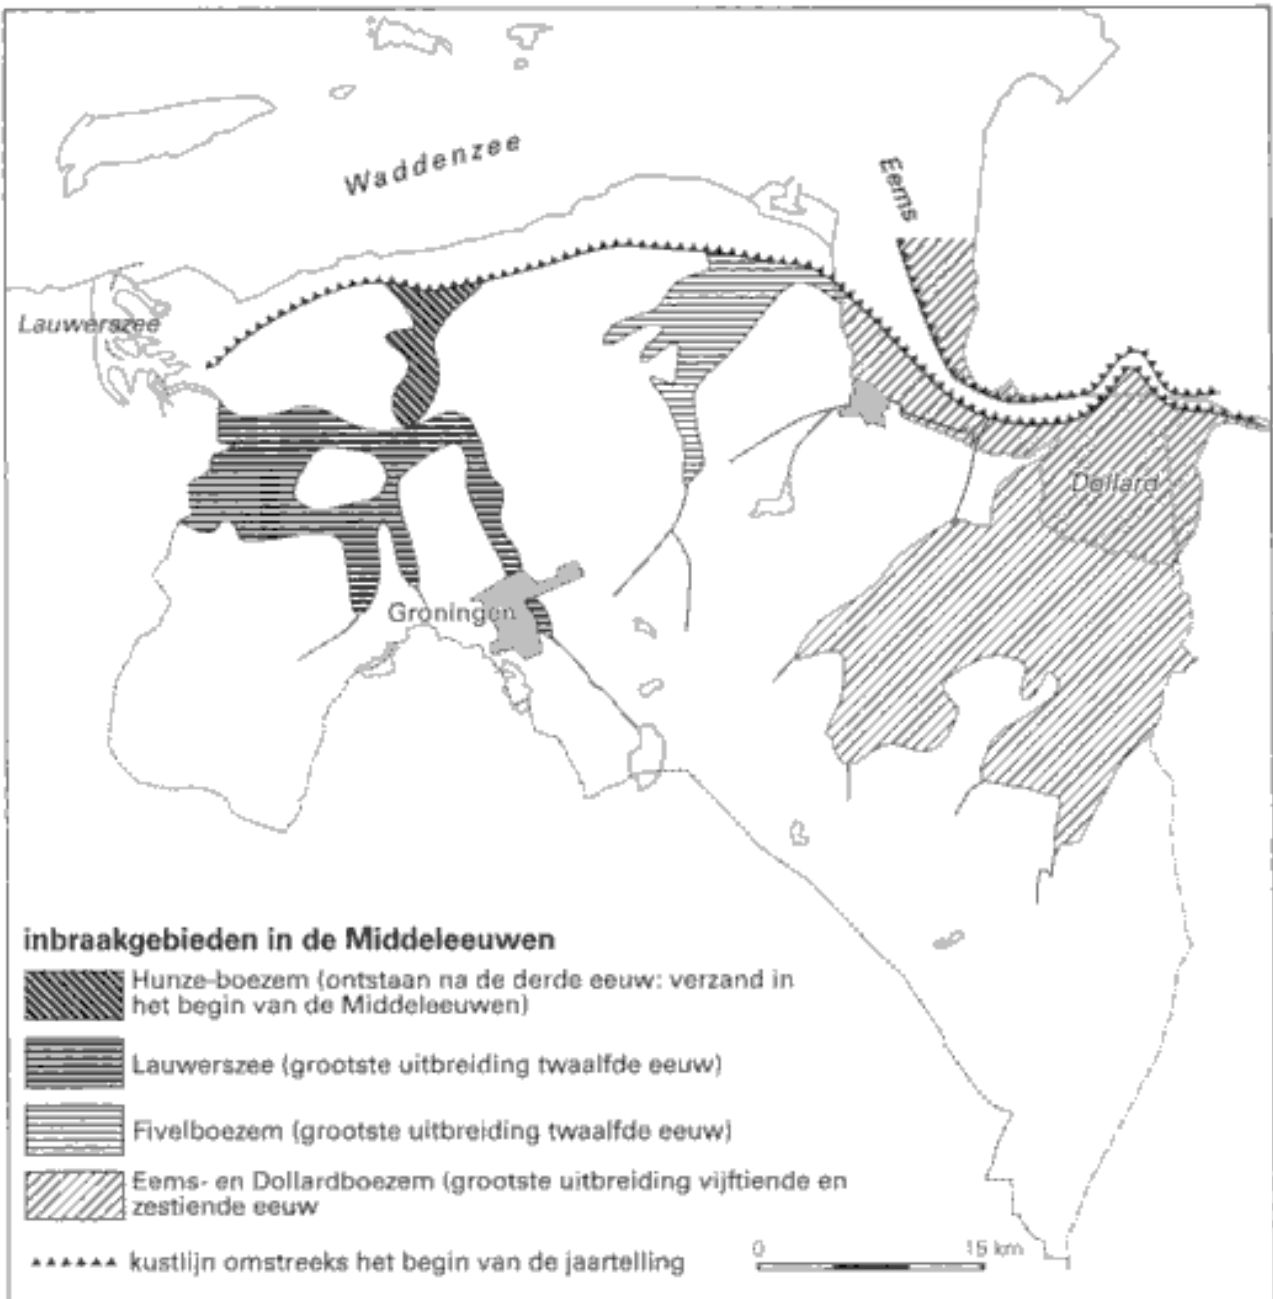 Waddenzee
Eems
Lauwerszee
Dollard
Groningen
inbraakgebieden in de Middeleeuwen
Hunze-boezem (ontstaan na de derde eeuw: verzand in
het begin van de Middeleeuwen)
Lauwerszee (grootste uitbreiding twaalfde eeuw)
Fivelboezem (grootste uitbreiding twaalfde eeuw)
Eems- en Dollardboezem (grootste uitbreiding vijftiende en
zestiende eeuw
kustlijn omstreeks het begin van de jaartelling
0 15 km